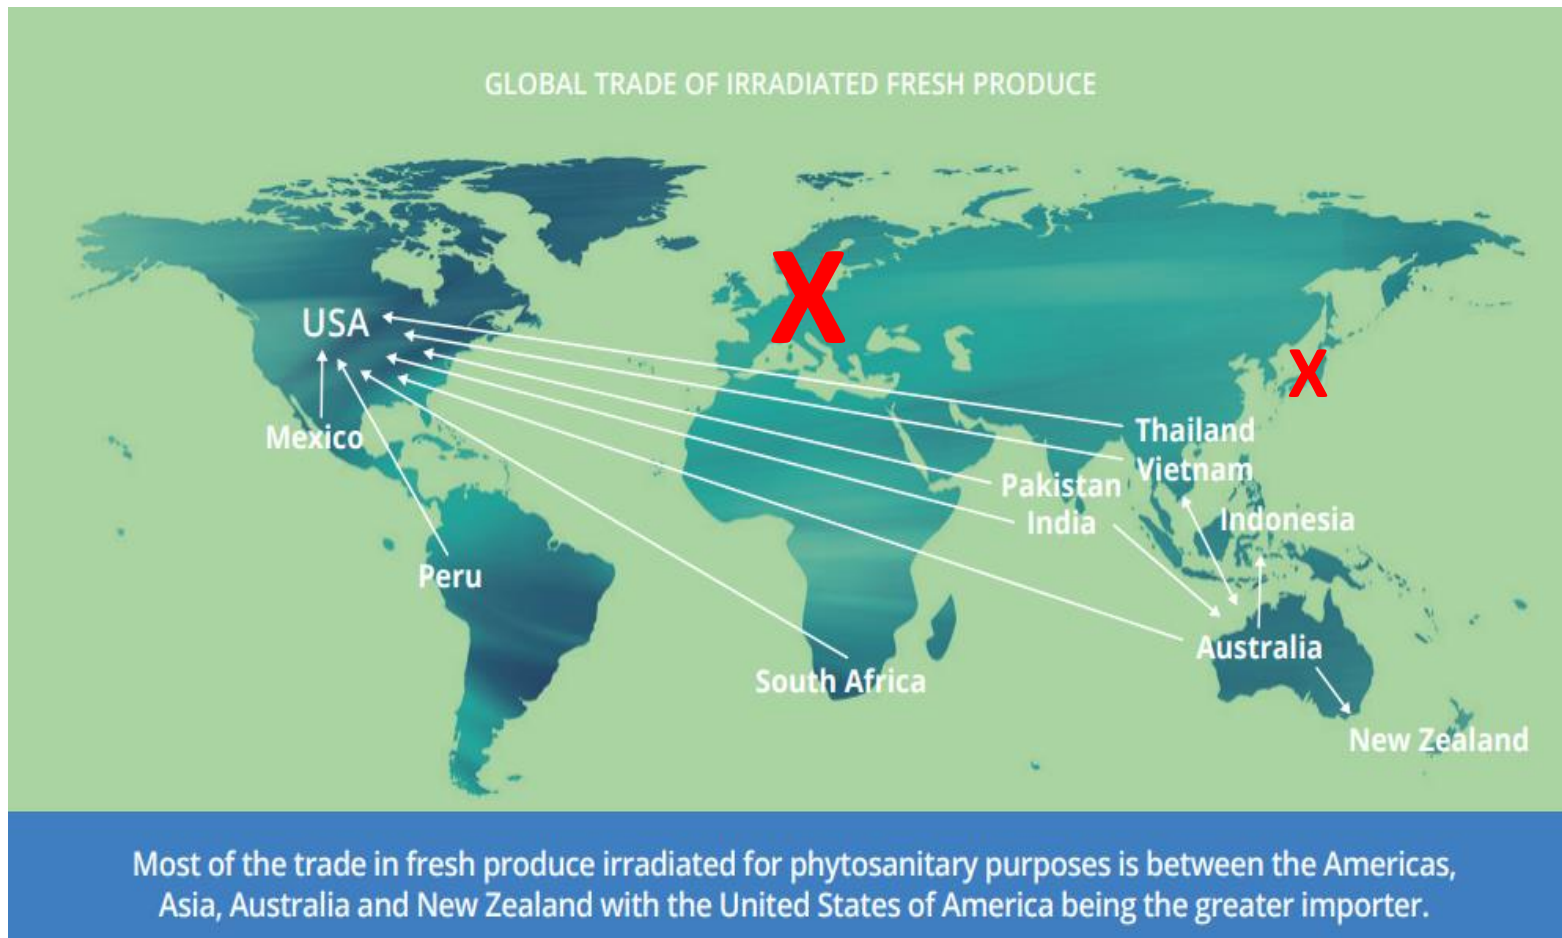 GLOBAL TRADE OF IRRADIATED FRESH PRODUCE
X
X
USA
Mexico
Peru
South Africa
Thailand
Vietnam
Pakistan
India
Indonesia
Australia
New Zealand
Most of the trade in fresh produce irradiated for phytosanitary purposes is between the Americas,
Asia, Australia and New Zealand with the United States of America being the greater importer.